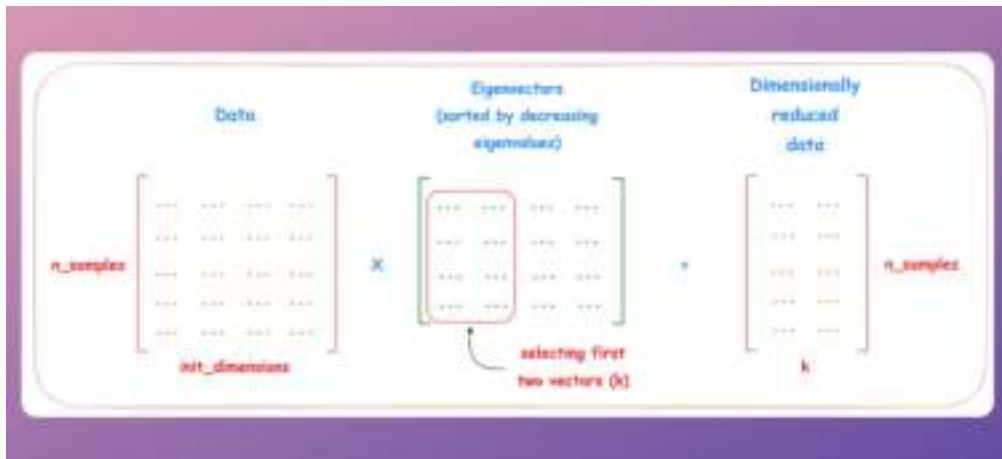 Data
Eigenvectors
(sorted by decreasing
eigenvalues)
Dimensionally
reduced
data
n_samples
X
=
n_samples
init_dimensions
selecting first
two vectors (k)
k